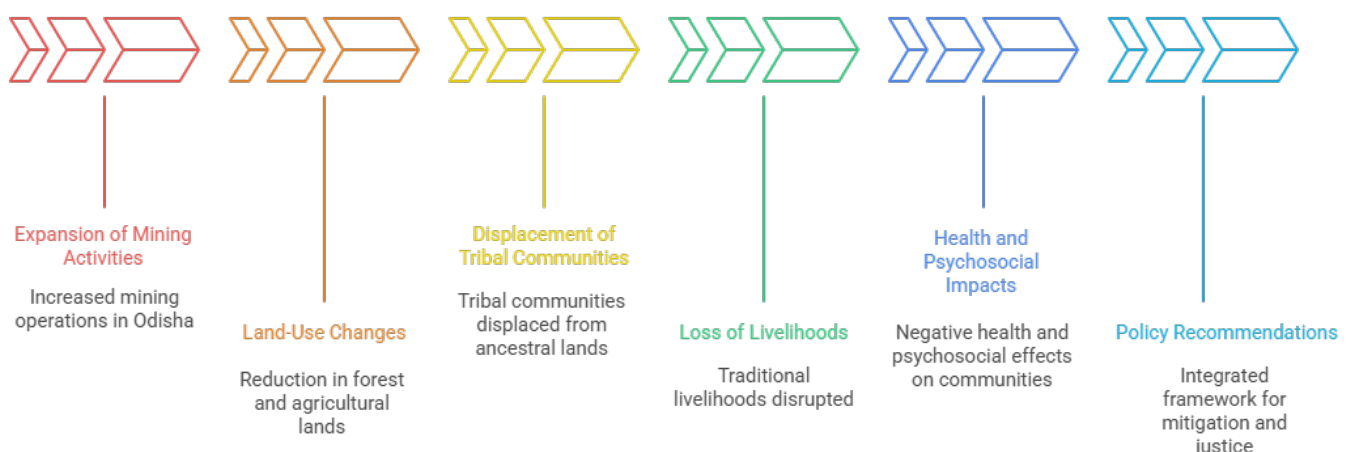 Expansion of Mining
Activities
Increased mining
operations in Odisha
Land-Use Changes
Reduction in forest
and agricultural
lands
Displacement of
Tribal Communities
Tribal communities
displaced from
ancestral lands
Loss of Livelihoods
Traditional
livelihoods disrupted
Health and
Psychosocial
Impacts
Negative health and
psychosocial effects
on communities
Policy Recommendations
Integrated
framework for
mitigation and
justice